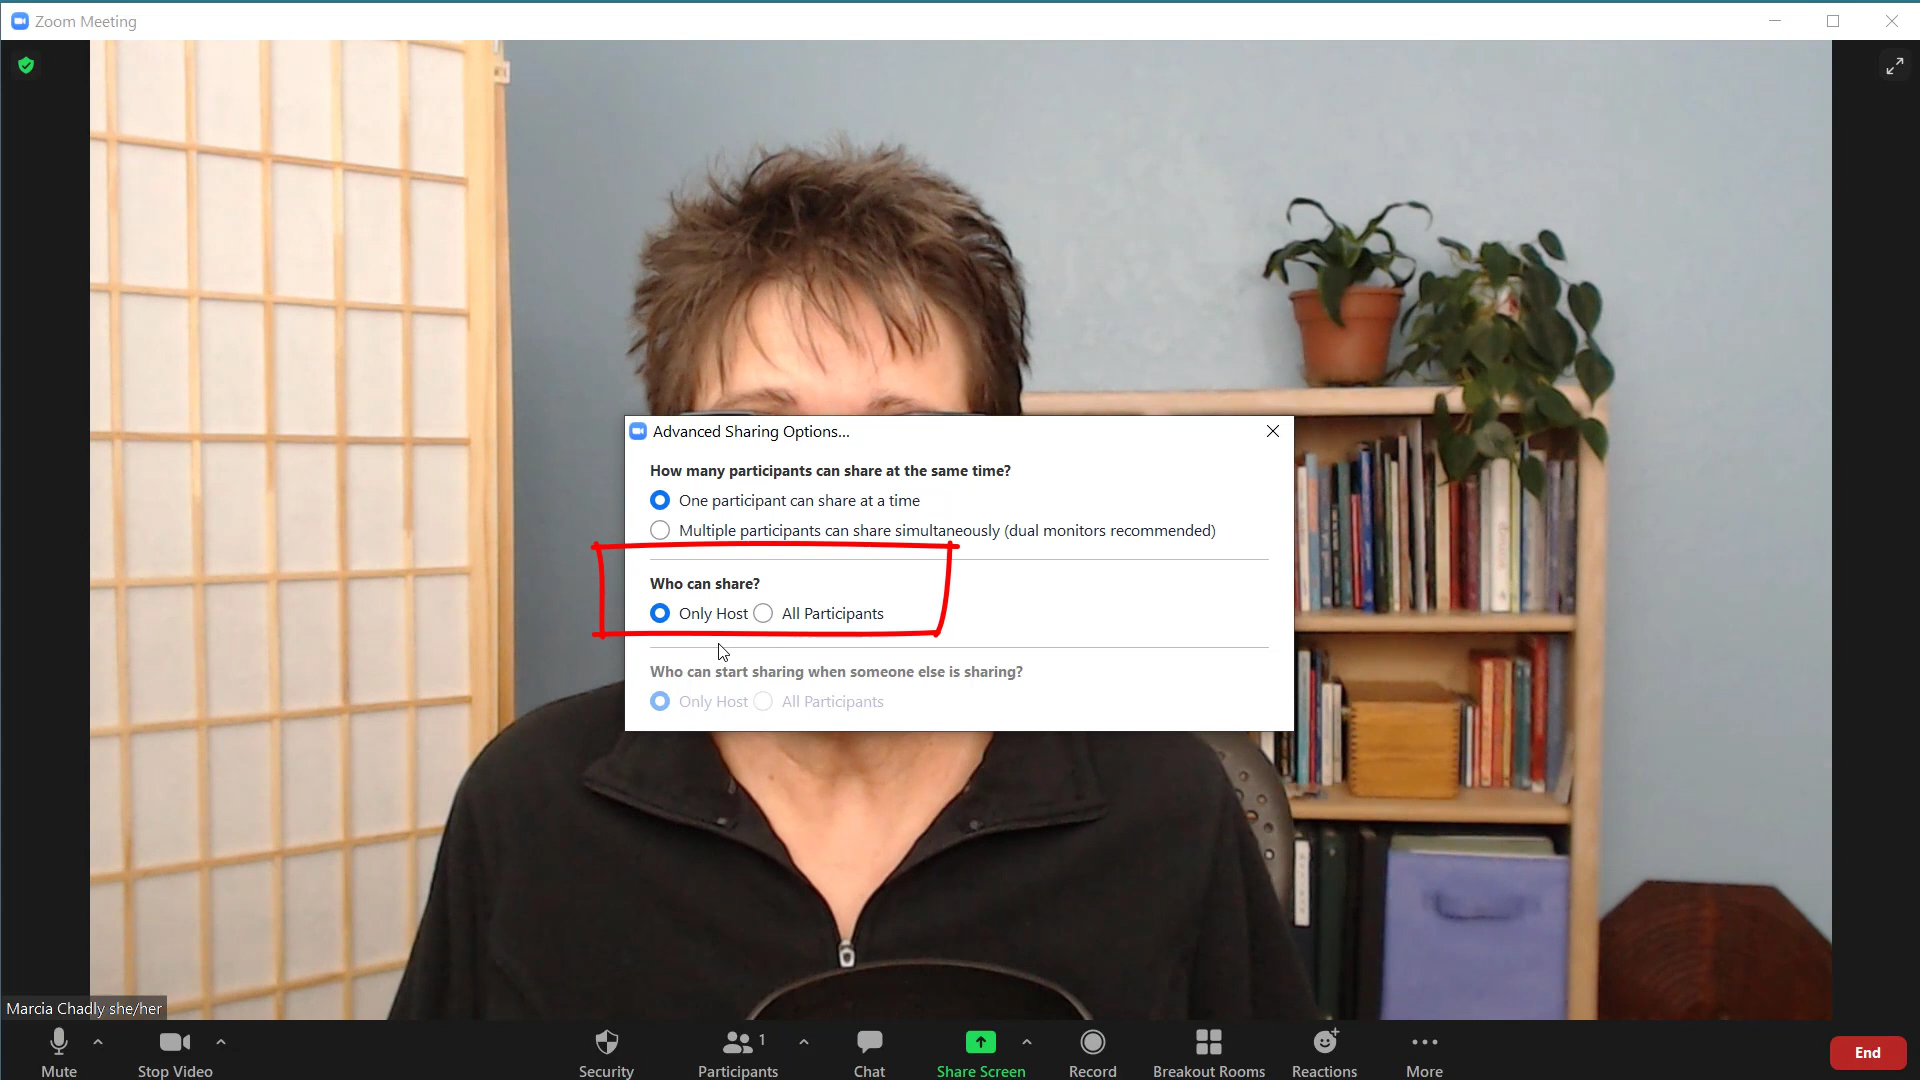 Zoom Meeting
Advanced Sharing Options...
How many participants can share at the same time?
One participant can share at a time
Multiple participants can share simultaneously (dual monitors recommended)
Who can share?
Only Host All Participants
Who can start sharing when someone else is sharing?
Only Host All Participants
Marcia Chadly she/her
1
Mute Stop Video Security Participants Chat Share Screen Record Breakout Rooms Reactions More End